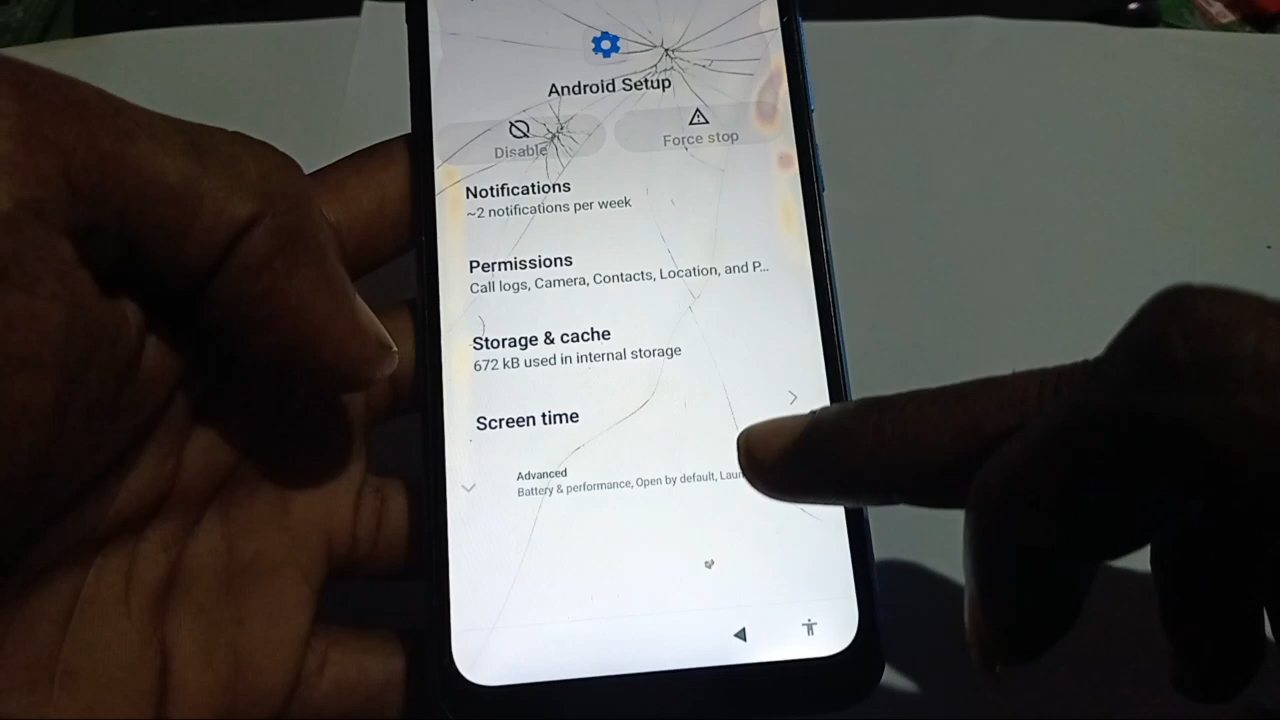 Android Setup
Disable
Force stop
Notifications
~2 notifications per week
Permissions
Call logs, Camera, Contacts, Location, and P...
Storage & cache
672 kB used in internal storage
Screen time
Advanced
Battery & performance, Open by default,